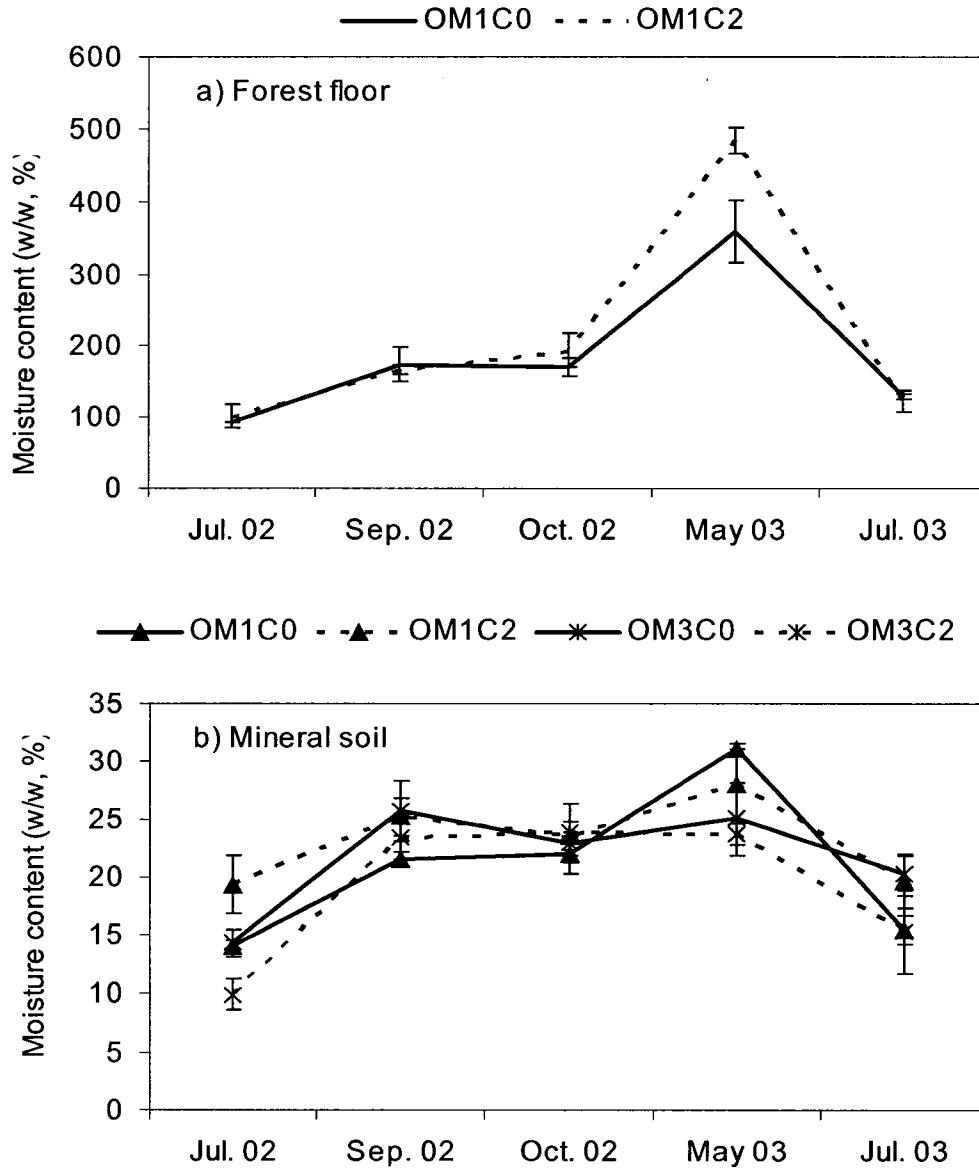 OM1C0 OM1C2
600
a) Forest floor
500
400
300
200
100
0
Moisture content (w/w, %)
Jul. 02 Sep. 02 Oct. 02 May 03 Jul. 03
OM1C0 OM1C2 OM3C0 OM3C2
35
b) Mineral soil
30
25
20
15
10
5
0
Moisture content (w/w, %)
Jul. 02 Sep. 02 Oct. 02 May 03 Jul. 03